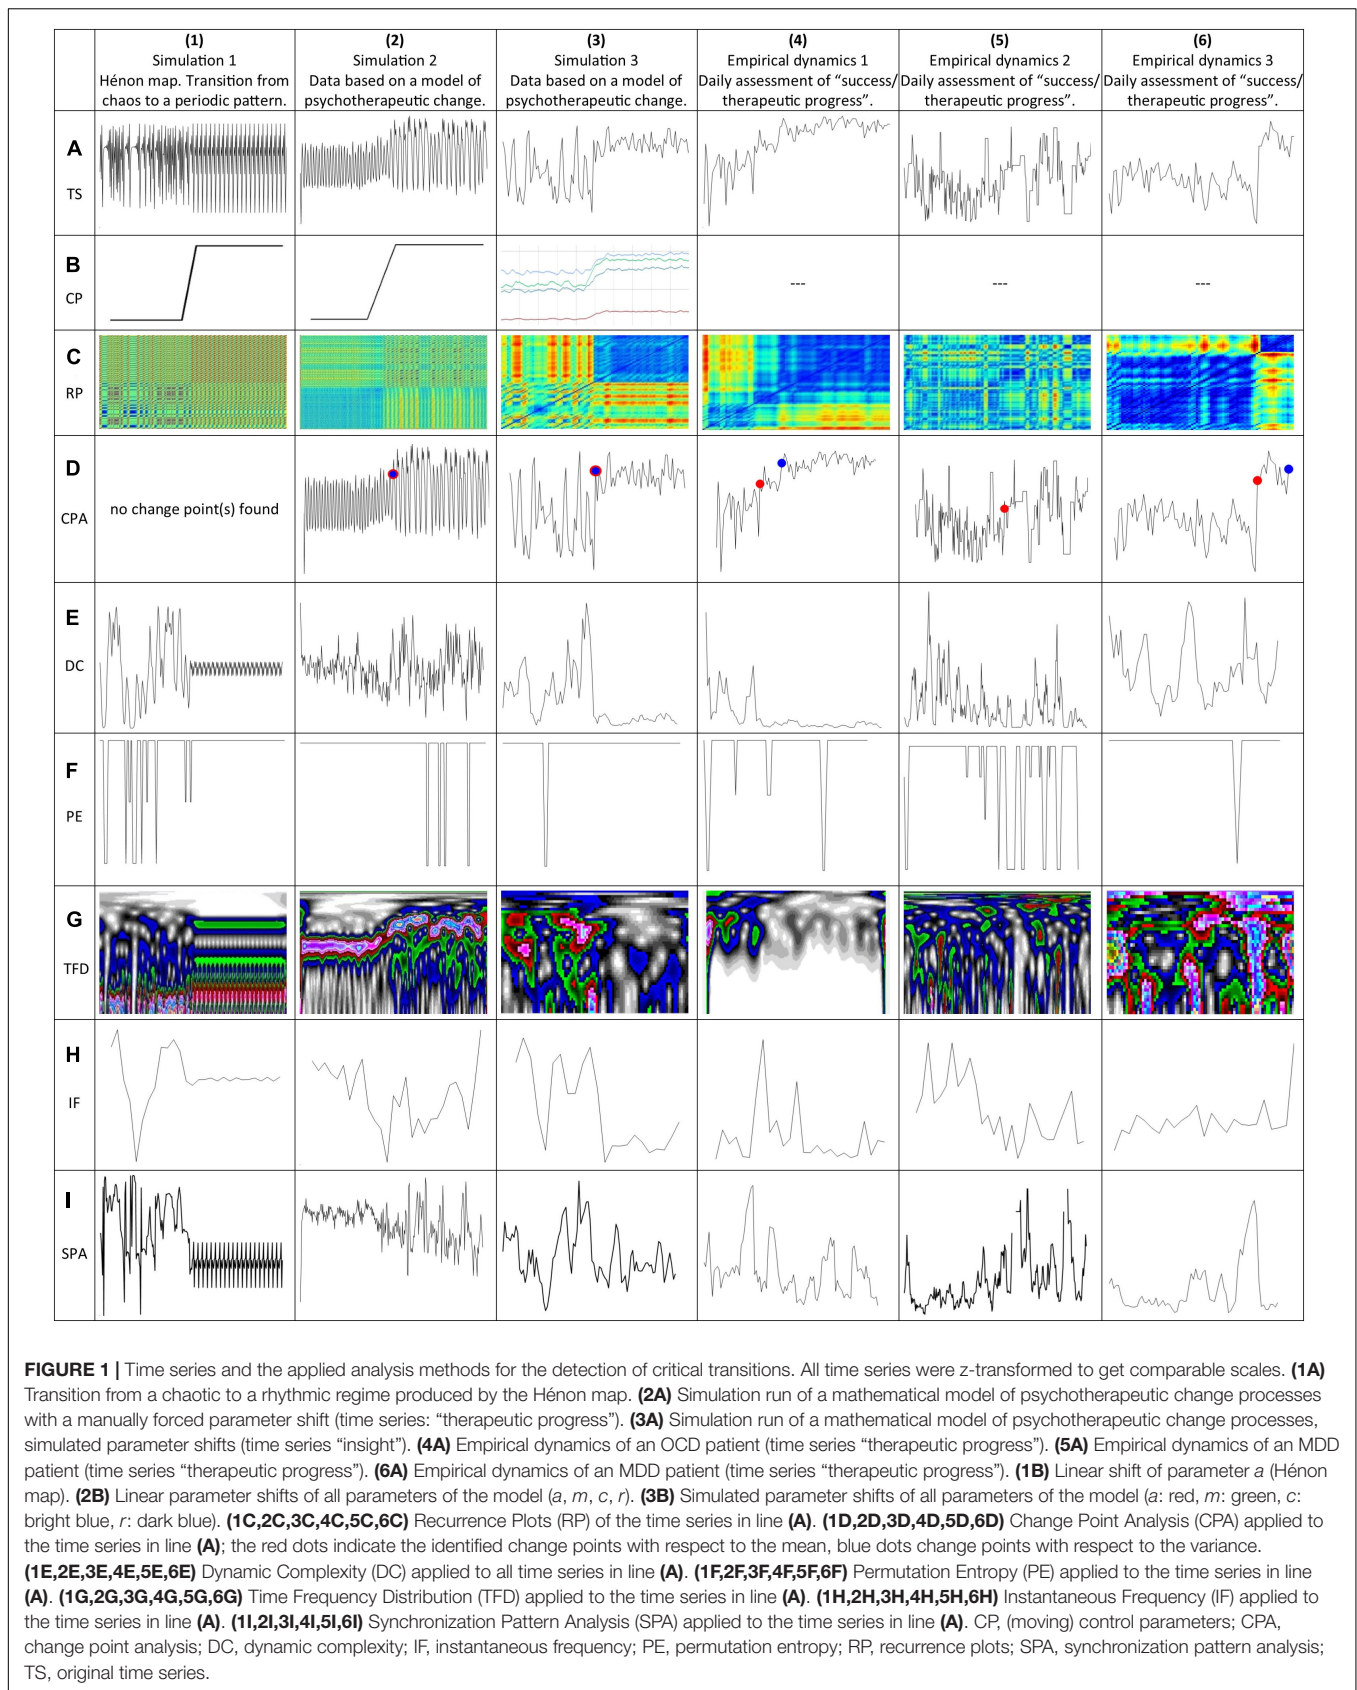 (1)
Simulation 1
Hénon map. Transition from
chaos to a periodic pattern.
(2)
Simulation 2
Data based on a model of
psychotherapeutic change.
(3)
Simulation 3
Data based on a model of
psychotherapeutic change.
(4)
Empirical dynamics 1
Daily assessment of “success/
therapeutic progress”.
(5)
Empirical dynamics 2
Daily assessment of “success/
therapeutic progress”.
(6)
Empirical dynamics 3
Daily assessment of “success/
therapeutic progress”.
A
TS
B
CP
---
---
---
C
RP
D
CPA
no change point(s) found
E
DC
F
PE
G
TFD
H
IF
I
SPA
FIGURE 1 | Time series and the applied analysis methods for the detection of critical transitions. All time series were z-transformed to get comparable scales. (1A)
Transition from a chaotic to a rhythmic regime produced by the Hénon map. (2A) Simulation run of a mathematical model of psychotherapeutic change processes
with a manually forced parameter shift (time series: “therapeutic progress”). (3A) Simulation run of a mathematical model of psychotherapeutic change processes,
simulated parameter shifts (time series “insight”). (4A) Empirical dynamics of an OCD patient (time series “therapeutic progress”). (5A) Empirical dynamics of an MDD
patient (time series “therapeutic progress”). (6A) Empirical dynamics of an MDD patient (time series “therapeutic progress”). (1B) Linear shift of parameter a (Hénon
map). (2B) Linear parameter shifts of all parameters of the model (a, m, c, r). (3B) Simulated parameter shifts of all parameters of the model (a: red, m: green, c:
bright blue, r: dark blue). (1C,2C,3C,4C,5C,6C) Recurrence Plots (RP) of the time series in line (A). (1D,2D,3D,4D,5D,6D) Change Point Analysis (CPA) applied to
the time series in line (A); the red dots indicate the identified change points with respect to the mean, blue dots change points with respect to the variance.
(1E,2E,3E,4E,5E,6E) Dynamic Complexity (DC) applied to all time series in line (A). (1F,2F,3F,4F,5F,6F) Permutation Entropy (PE) applied to the time series in line
(A). (1G,2G,3G,4G,5G,6G) Time Frequency Distribution (TFD) applied to the time series in line (A). (1H,2H,3H,4H,5H,6H) Instantaneous Frequency (IF) applied to
the time series in line (A). (1I,2I,3I,4I,5I,6I) Synchronization Pattern Analysis (SPA) applied to the time series in line (A). CP, (moving) control parameters; CPA,
change point analysis; DC, dynamic complexity; IF, instantaneous frequency; PE, permutation entropy; RP, recurrence plots; SPA, synchronization pattern analysis;
TS, original time series.